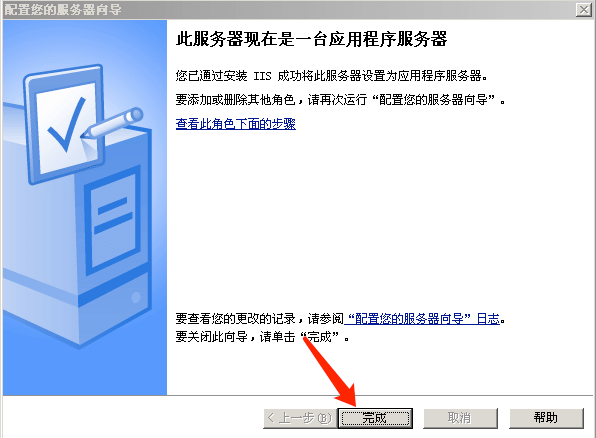 配置您的服务器向导
此服务器现在是一台应用程序服务器
您已通过安装 IIS 成功将此服务器设置为应用程序服务器。
要添加或删除其他角色，请再次运行“配置您的服务器向导”。
查看此角色下面的步骤
要查看您的更改的记录，请参阅“配置您的服务器向导”日志。
要关闭此向导，请单击“完成”。
< 上一步(B)
完成
取消
帮助